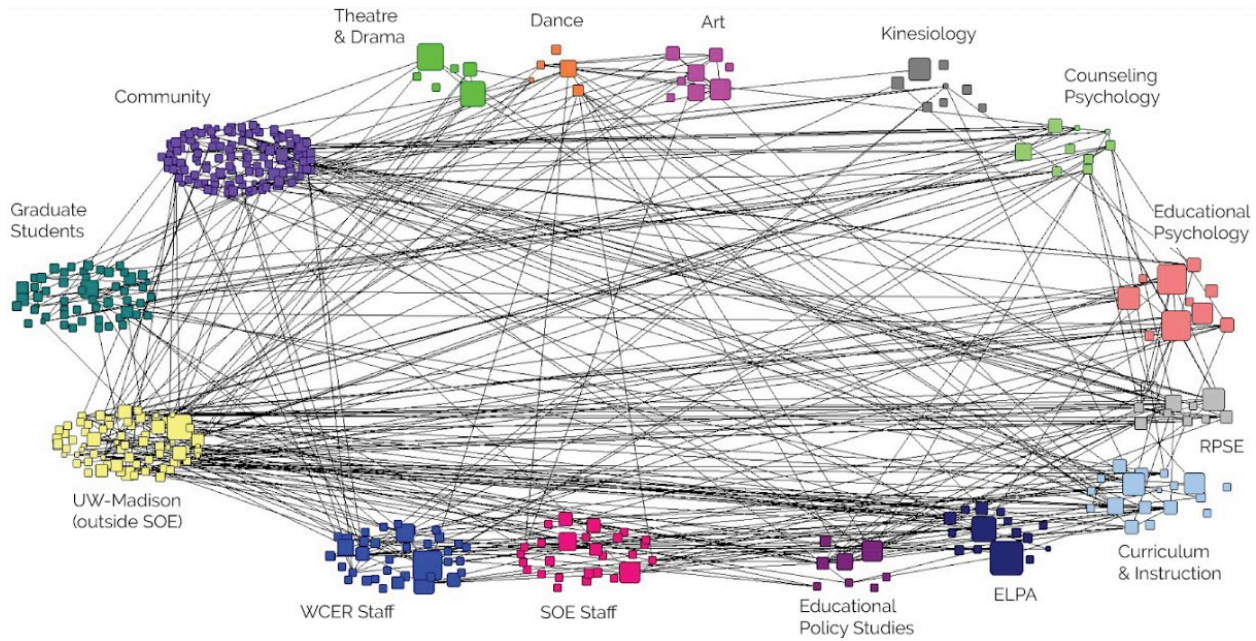 Theatre
& Drama
Dance
Art
Kinesiology
Counseling
Psychology
Community
Graduate
Students
Educational
Psychology
RPSE
UW-Madison
(outside SOE)
WCER Staff
SOE Staff
Educational
Policy Studies
ELPA
Curriculum
& Instruction